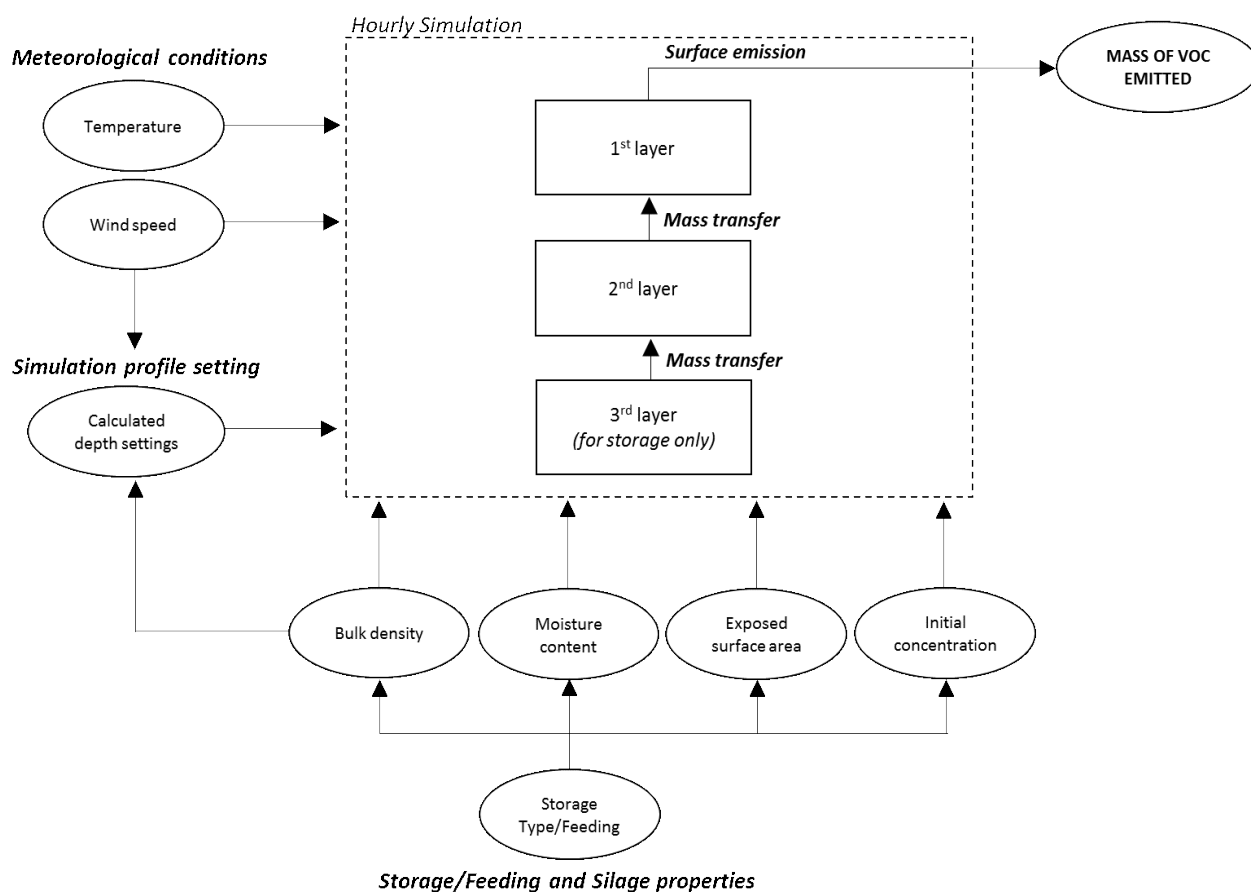 Hourly Simulation
Meteorological conditions
Surface emission
MASS OF VOC
EMITTED
Temperature
1st layer
Wind speed
Mass transfer
2nd layer
Simulation profile setting
Mass transfer
Calculated
depth settings
3rd layer
(for storage only)
Bulk density
Moisture
content
Exposed
surface area
Initial
concentration
Storage
Type/Feeding
Storage/Feeding and Silage properties